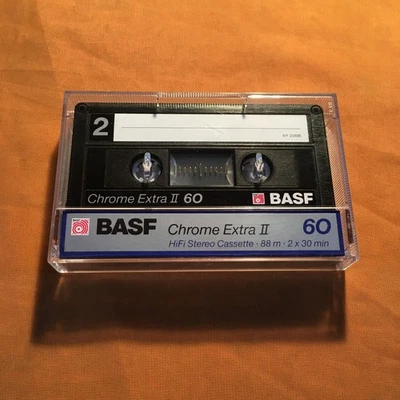 2
Chrome Extra II 60
BASF
BASF Chrome Extra II 60
HiFi Stereo Cassette · 88 m · 2 x 30 min